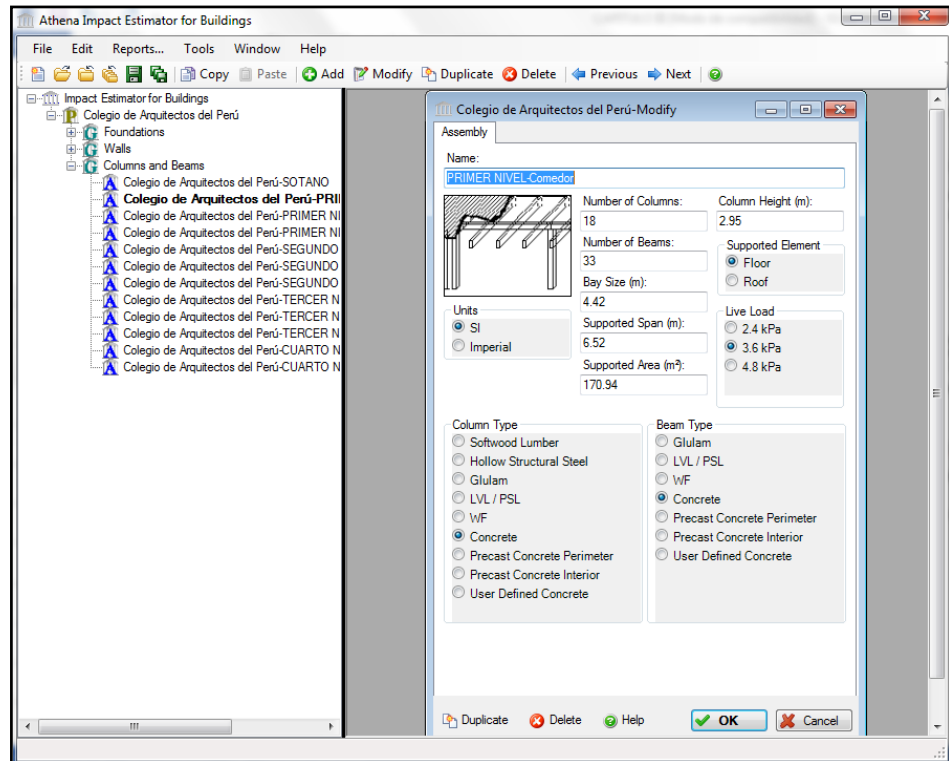 Athena Impact Estimator for Buildings
File Edit Reports... Tools Window Help
Copy Paste Add Modify Duplicate Delete Previous Next
Impact Estimator for Buildings
Colegio de Arquitectos del Perú
Foundations
Walls
Columns and Beams
Colegio de Arquitectos del Perú-SOTANO
Colegio de Arquitectos del Perú-PRI
Colegio de Arquitectos del Perú-PRIMER NI
Colegio de Arquitectos del Perú-PRIMER NI
Colegio de Arquitectos del Perú-SEGUNDO
Colegio de Arquitectos del Perú-SEGUNDO
Colegio de Arquitectos del Perú-SEGUNDO
Colegio de Arquitectos del Perú-TERCER N
Colegio de Arquitectos del Perú-TERCER N
Colegio de Arquitectos del Perú-TERCER N
Colegio de Arquitectos del Perú-CUARTO N
Colegio de Arquitectos del Perú-CUARTO N
Colegio de Arquitectos del Perú-Modify
Assembly
Name:
PRIMER NIVEL-Comedor
Number of Columns:
18
Number of Beams:
33
Bay Size (m):
4.42
Supported Span (m):
6.52
Supported Area (m²):
170.94
Column Height (m):
2.95
Supported Element
Floor
Roof
Live Load
2.4 kPa
3.6 kPa
4.8 kPa
Units
SI
Imperial
Column Type
Softwood Lumber
Hollow Structural Steel
Glulam
LVL / PSL
WF
Concrete
Precast Concrete Perimeter
Precast Concrete Interior
User Defined Concrete
Beam Type
Glulam
LVL / PSL
WF
Concrete
Precast Concrete Perimeter
Precast Concrete Interior
User Defined Concrete
Duplicate Delete Help OK Cancel